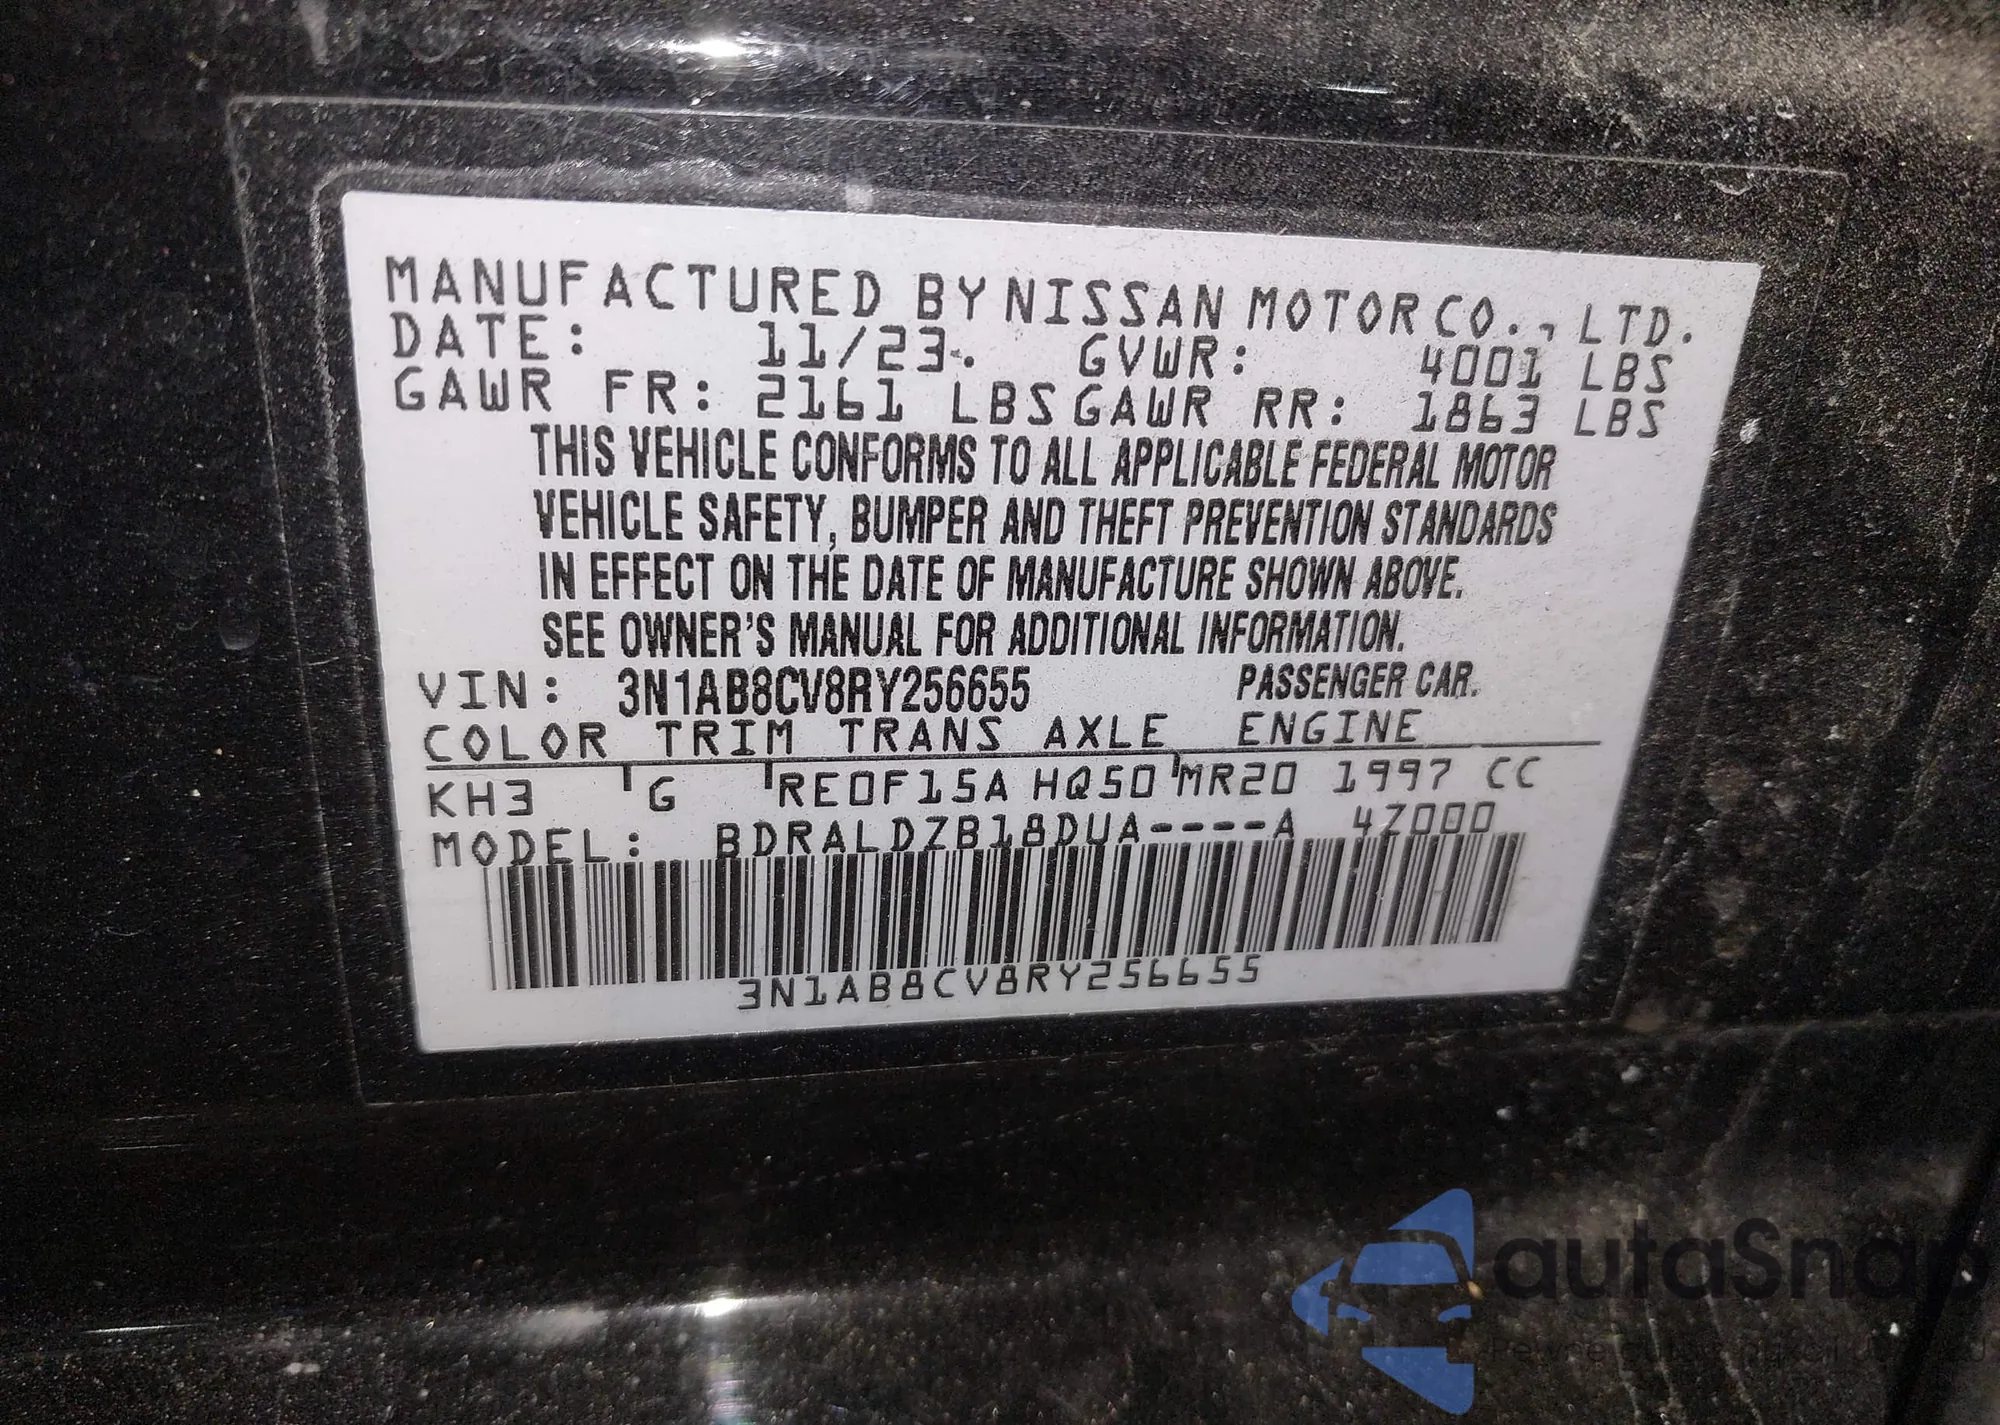 MANUFACTURED BY NISSAN MOTOR CO., LTD.
DATE: 11/23. GVWR: 4001 LBS
GAWR FR: 2161 LBS GAWR RR: 1863 LBS
THIS VEHICLE CONFORMS TO ALL APPLICABLE FEDERAL MOTOR
VEHICLE SAFETY, BUMPER AND THEFT PREVENTION STANDARDS
IN EFFECT ON THE DATE OF MANUFACTURE SHOWN ABOVE.
SEE OWNER'S MANUAL FOR ADDITIONAL INFORMATION.
VIN: 3N1AB8CV8RY256655 PASSENGER CAR.
COLOR TRIM TRANS AXLE ENGINE
KH3 G RE0F15A HQ50 MR20 1997 CC
MODEL: BDRALDZB18DUA----A 4Z000
3N1AB8CV8RY256655
autaSnap